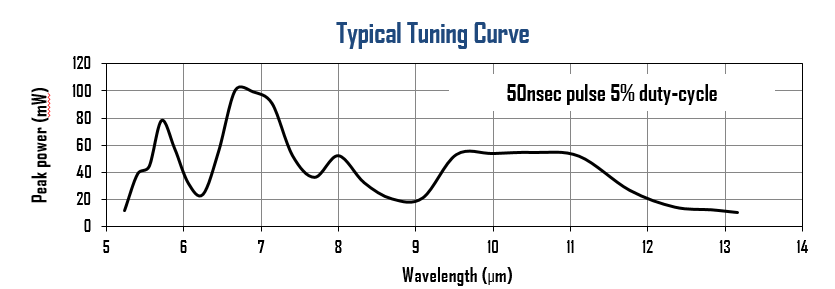 Typical Tuning Curve
120
100
80
60
40
20
0
Peak power (mW)
50nsec pulse 5% duty-cycle
5 6 7 8 9 10 11 12 13 14
Wavelength (μm)